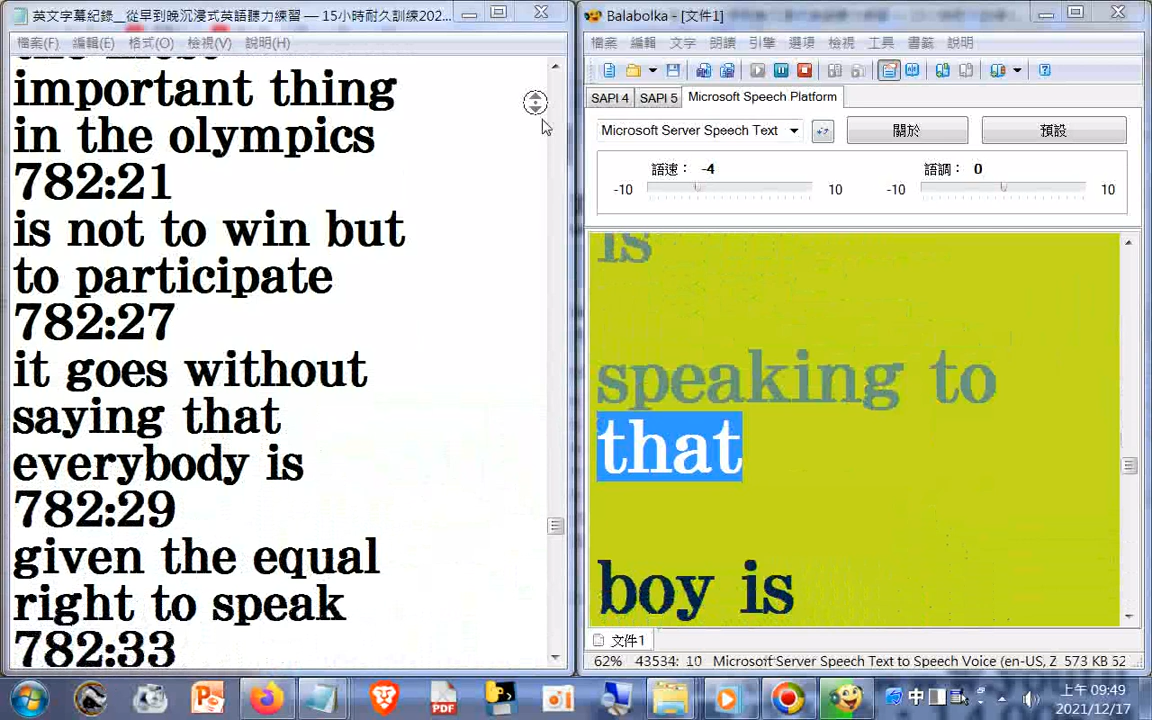 英文字幕紀錄__從早到晚沉浸式英語聽力練習 — 15小時耐久訓練202...
檔案(F) 編輯(E) 格式(O) 檢視(V) 說明(H)
important thing
in the olympics
782:21
is not to win but
to participate
782:27
it goes without
saying that
everybody is
782:29
given the equal
right to speak
782:33
Balabolka - [文件1]
檔案 編輯 文字 朗讀 引擎 選項 檢視 工具 書籤 說明
SAPI 4 SAPI 5 Microsoft Speech Platform
Microsoft Server Speech Text 關於 預設
語速： -4 語調： 0
-10 10 -10 10
is
speaking to
that
boy is
文件1
62% 43534: 10 Microsoft Server Speech Text to Speech Voice (en-US, Z 573 KB 52
中
上午 09:49
2021/12/17